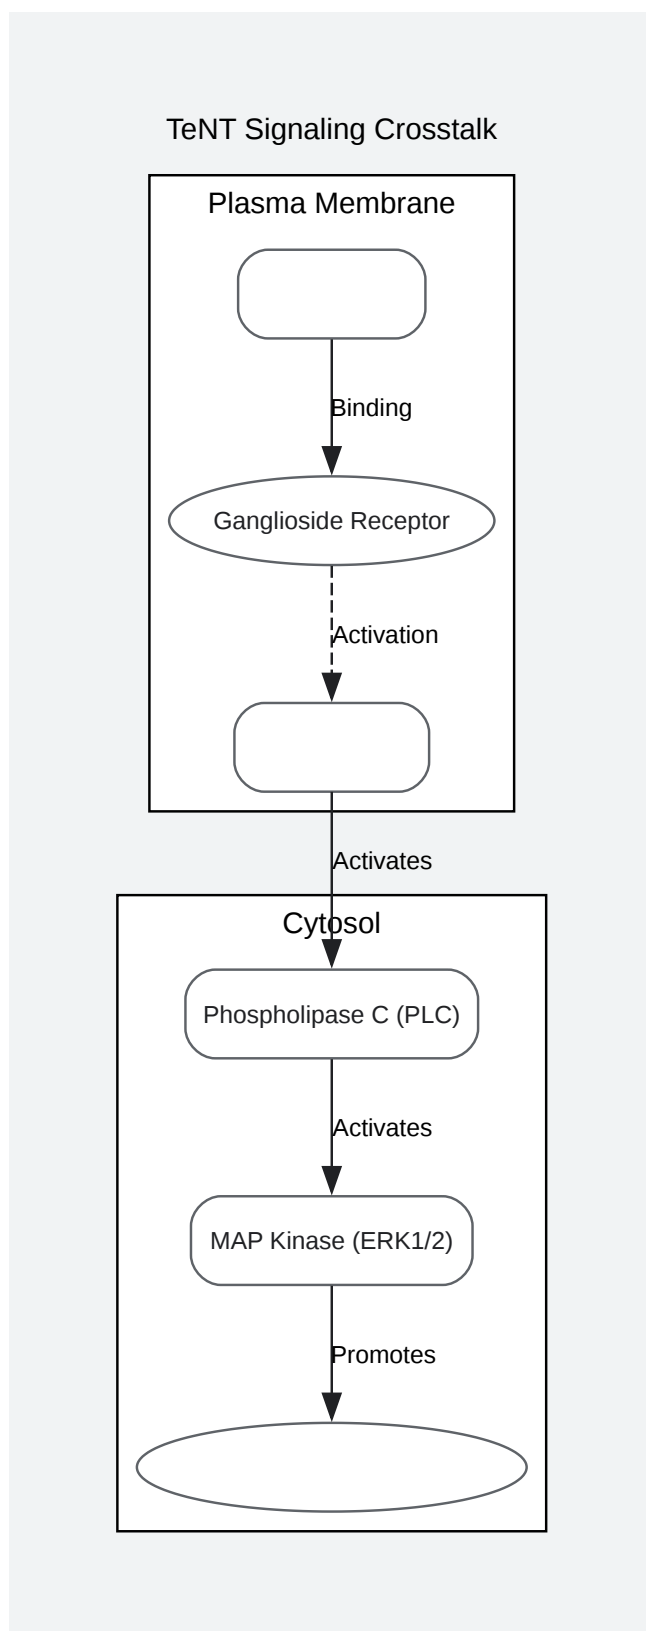 TeNT Signaling Crosstalk
Plasma Membrane
Binding
Ganglioside Receptor
Activation
Activates
Cytosol
Phospholipase C (PLC)
Activates
MAP Kinase (ERK1/2)
Promotes